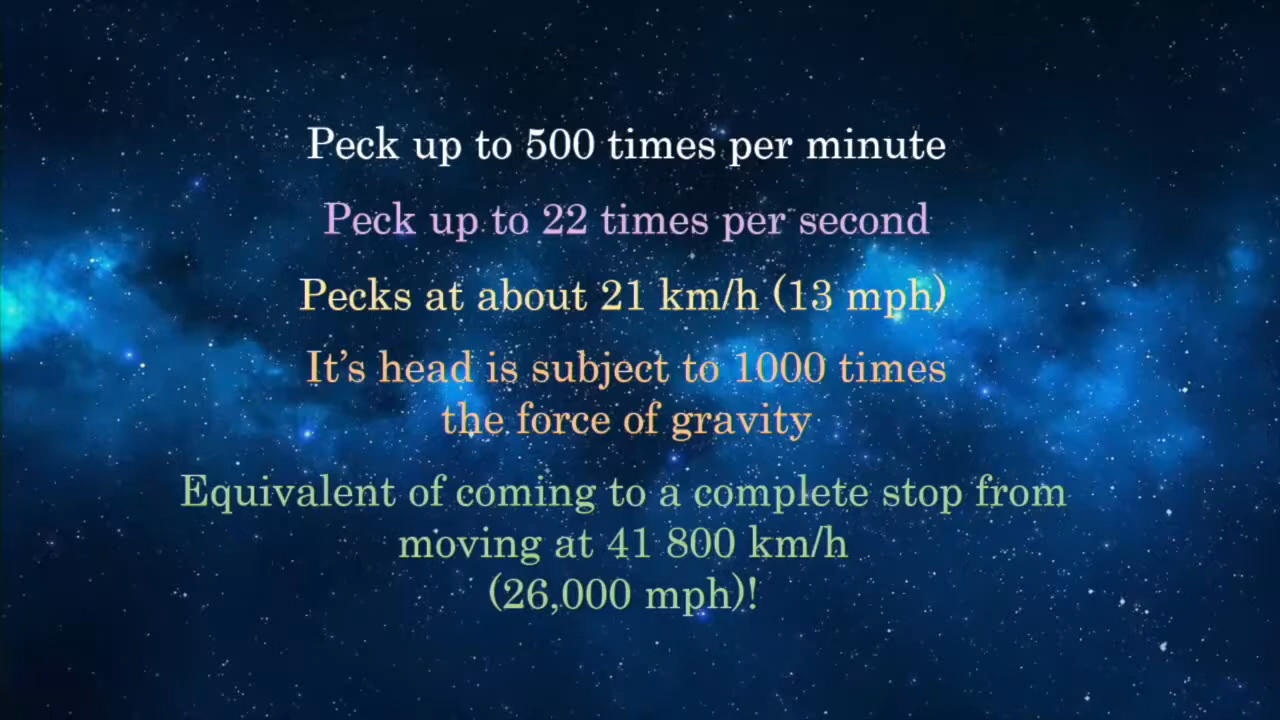 Peck up to 500 times per minute
Peck up to 22 times per second
Pecks at about 21 km/h (13 mph)
It’s head is subject to 1000 times
the force of gravity
Equivalent of coming to a complete stop from
moving at 41 800 km/h
(26,000 mph)!